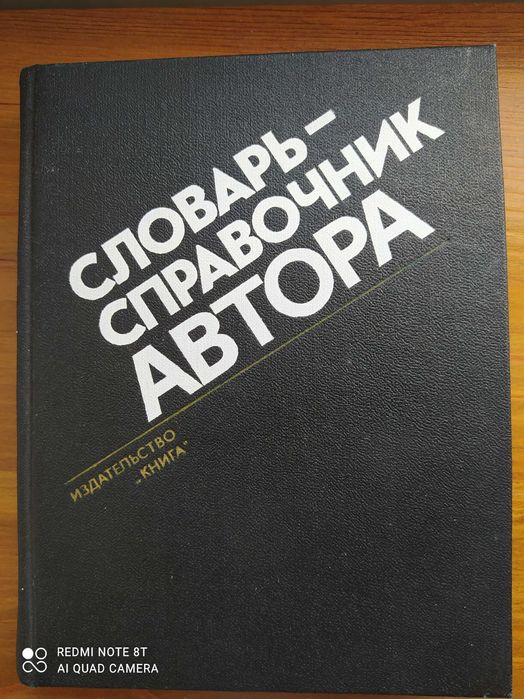 СЛОВАРЬ-
СПРАВОЧНИК
АВТОРА
ИЗДАТЕЛЬСТВО
„КНИГА"
REDMI NOTE 8T
AI QUAD CAMERA